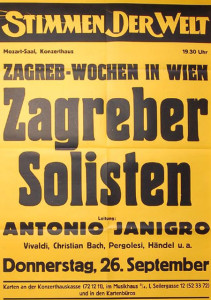 STIMMEN DER WELT
Mozart-Saal, Konzerthaus 19.30 Uhr
ZAGREB-WOCHEN IN WIEN
Zagreber
Solisten
Leitung:
ANTONIO JANIGRO
Vivaldi, Christian Bach, Pergolesi, Händel u. a.
Donnerstag, 26. September
Karten an der Konzerthauskassa (72 12 11), im Musikhaus 3/4, I, Seilergasse 12 (52 33 72)
und in den Kartenbüros